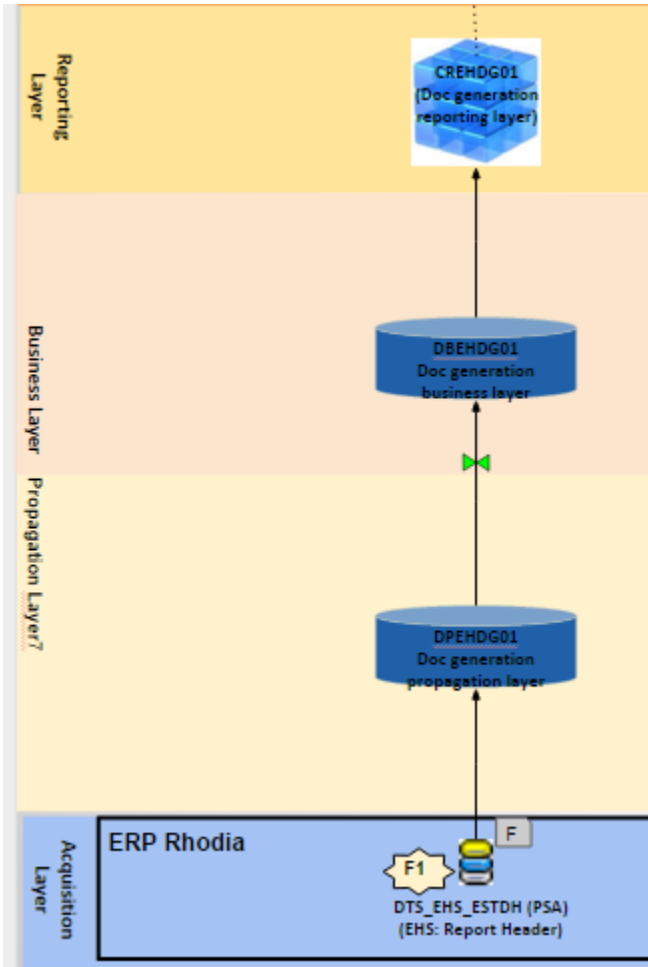 Reporting
Layer
CREHDG01
(Doc generation
reporting layer)
Business Layer
DBEHDG01
Doc generation
business layer
Propagation Layer7
DPEHDG01
Doc generation
propagation layer
Acquisition
Layer
ERP Rhodia
F
F1
DTS_EHS_ESTDH (PSA)
(EHS: Report Header)